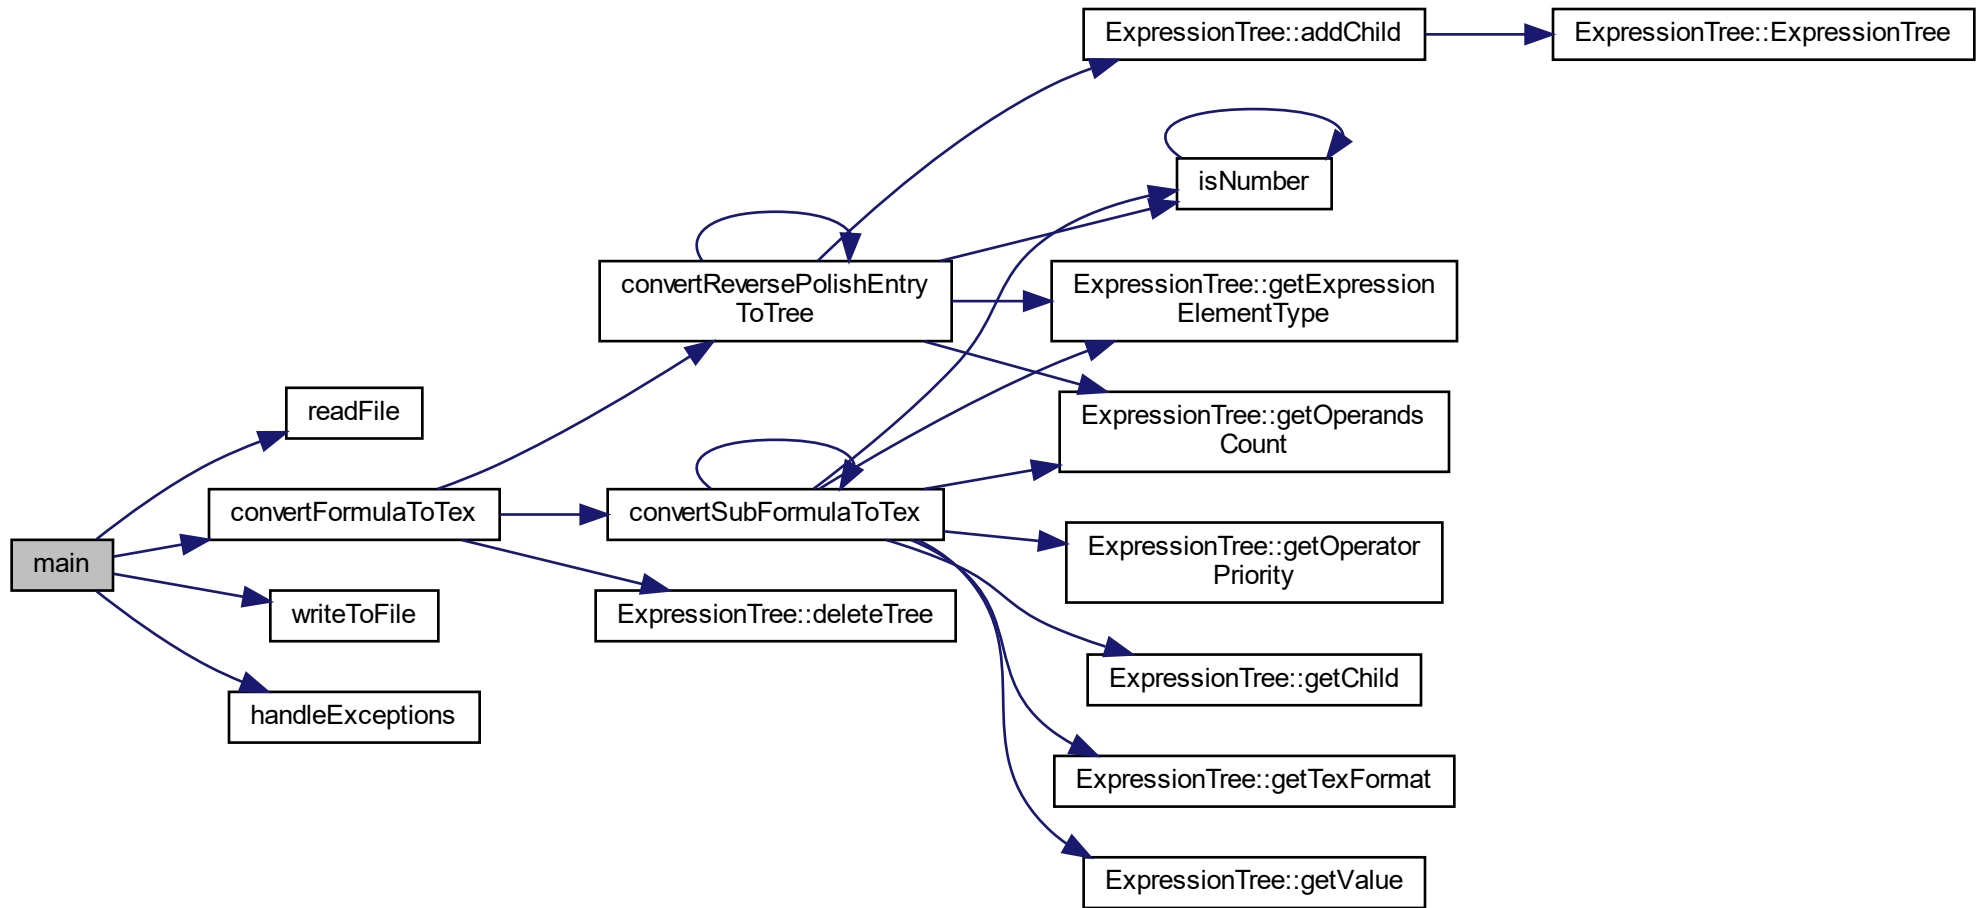 ExpressionTree::addChild
ExpressionTree::ExpressionTree
isNumber
convertReversePolishEntry
ToTree
ExpressionTree::getExpression
ElementType
readFile
ExpressionTree::getOperands
Count
convertFormulaToTex
convertSubFormulaToTex
main
ExpressionTree::getOperator
Priority
writeToFile
ExpressionTree::deleteTree
ExpressionTree::getChild
handleExceptions
ExpressionTree::getTexFormat
ExpressionTree::getValue